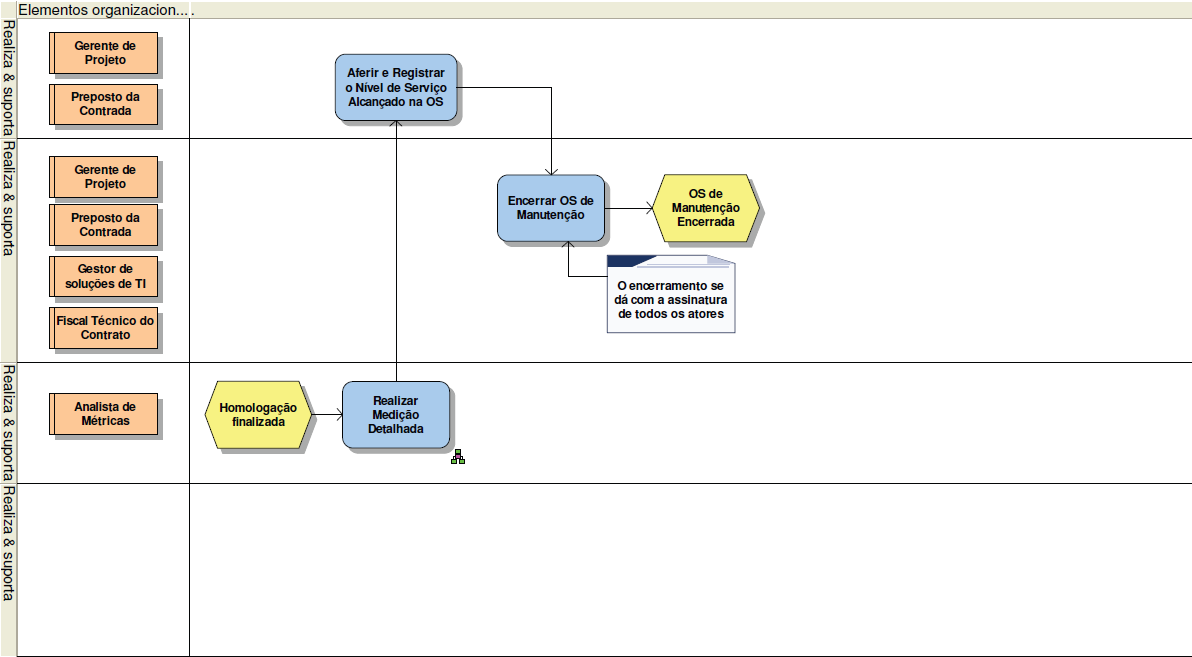 Elementos organizacion... .
Realiza & suporta
Gerente de
Projeto
Preposto da
Contrada
Aferir e Registrar
o Nível de Serviço
Alcançado na OS
Realiza & suporta
Gerente de
Projeto
Preposto da
Contrada
Gestor de
soluções de TI
Fiscal Técnico do
Contrato
Encerrar OS de
Manutenção
OS de
Manutenção
Encerrada
O encerramento se
dá com a assinatura
de todos os atores
Realiza & suporta
Analista de
Métricas
Homologação
finalizada
Realizar
Medição
Detalhada
Realiza & suporta